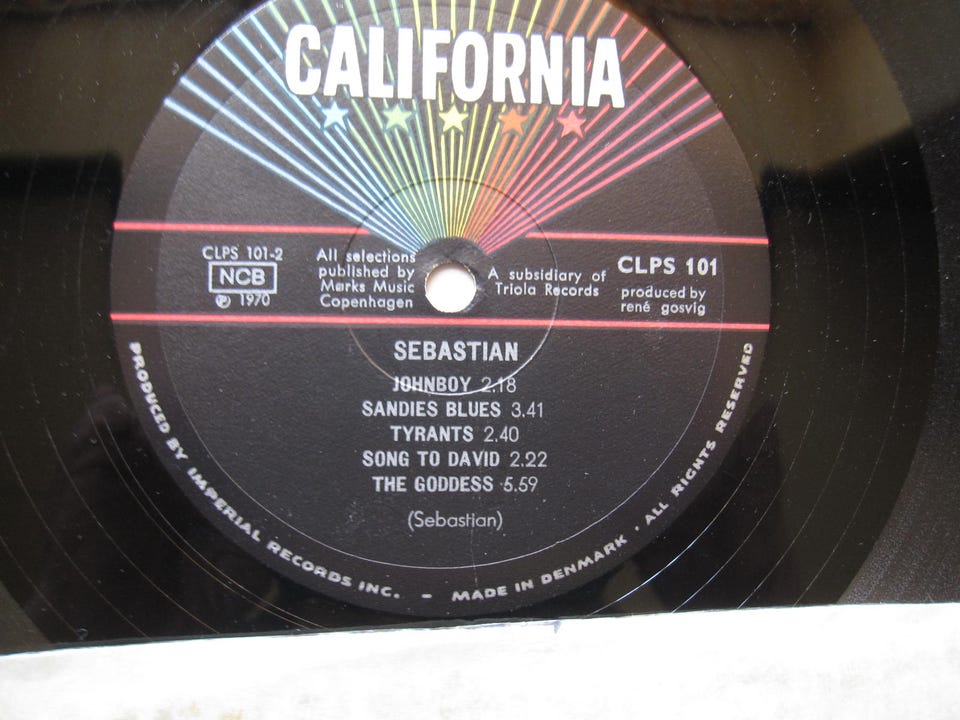 CALIFORNIA
CLPS 101-2
NCB
℗ 1970
All selections
published by
Mørks Music
Copenhagen
A subsidiary of
Triola Records
CLPS 101
produced by
rené gosvig
SEBASTIAN
JOHNBOY 2.18
SANDIES BLUES 3.41
TYRANTS 2.40
SONG TO DAVID 2.22
THE GODDESS 5.59
(Sebastian)
PRODUCED BY IMPERIAL RECORDS INC. - MADE IN DENMARK · ALL RIGHTS RESERVED